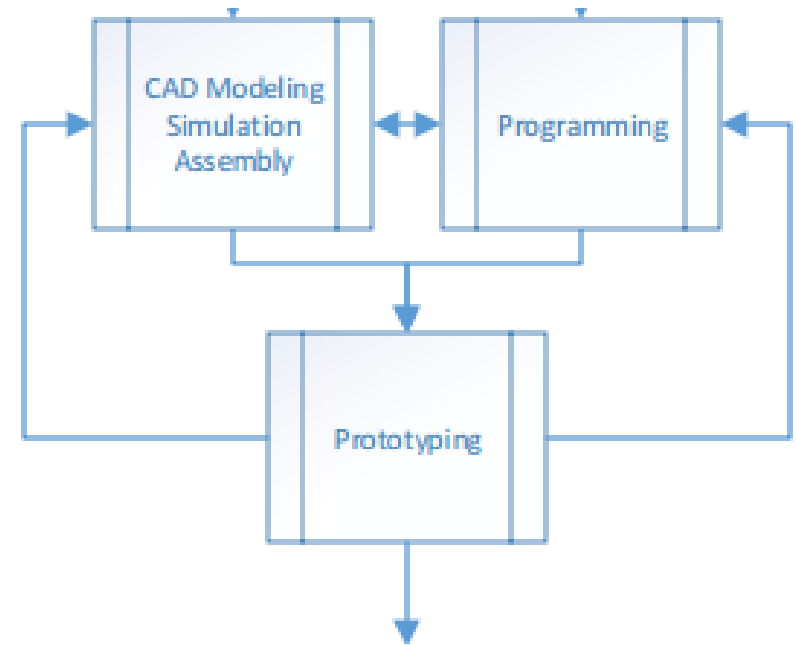 CAD Modeling
Simulation
Assembly
Programming
Prototyping